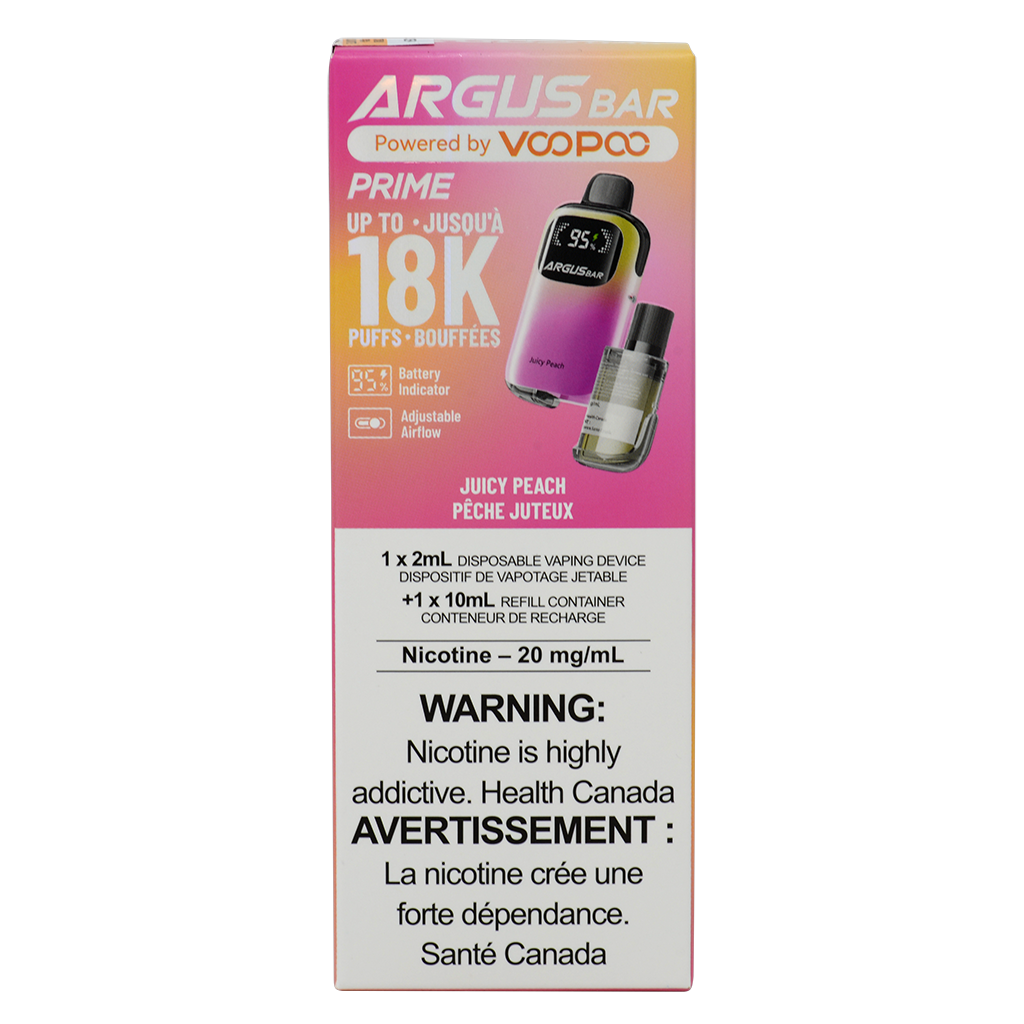 ARGUS BAR
Powered by VOOPOO
PRIME
UP TO · JUSQU'À
18K
PUFFS · BOUFFÉES
95%
Battery
Indicator
Adjustable
Airflow
95%
ARGUS BAR
Juicy Peach
JUICY PEACH
PÊCHE JUTEUX
1 x 2mL DISPOSABLE VAPING DEVICE
DISPOSITIF DE VAPOTAGE JETABLE
+1 x 10mL REFILL CONTAINER
CONTENEUR DE RECHARGE
Nicotine – 20 mg/mL
WARNING:
Nicotine is highly
addictive. Health Canada
AVERTISSEMENT :
La nicotine crée une
forte dépendance.
Santé Canada